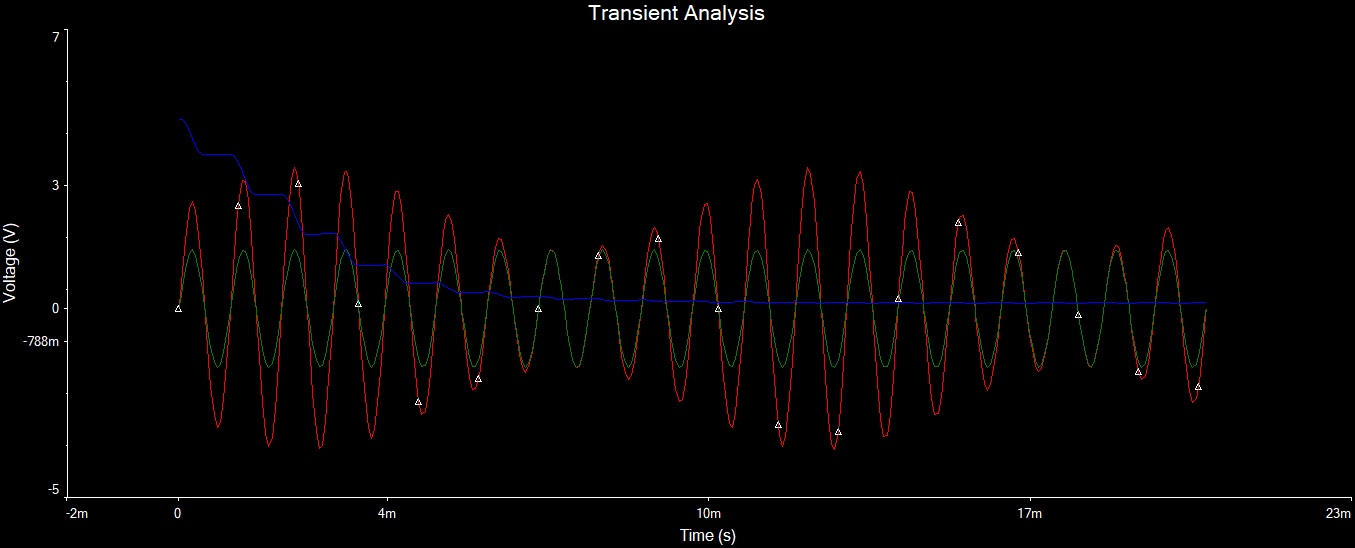 Transient Analysis
7
3
0
-788m
-5
Voltage (V)
-2m 0 4m 10m 17m 23m
Time (s)